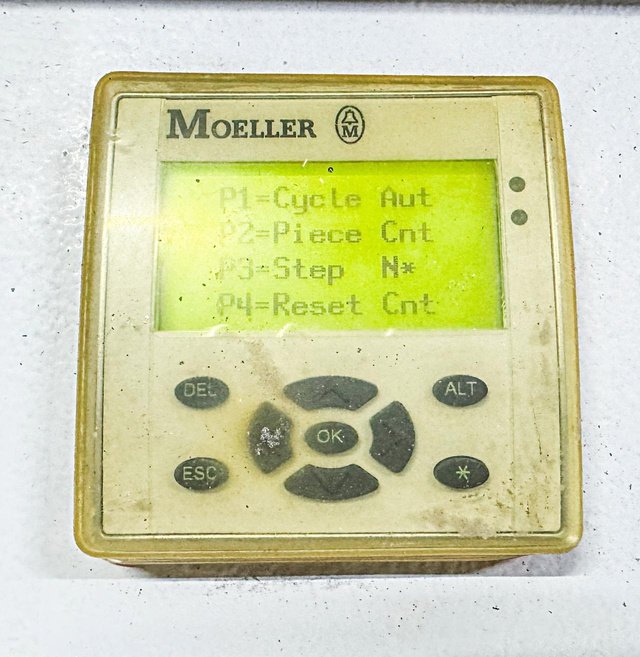 MOELLER M
P1=Cycle Aut
P2=Piece Cnt
P3=Step N*
P4=Reset Cnt
DEL ALT
OK
ESC *